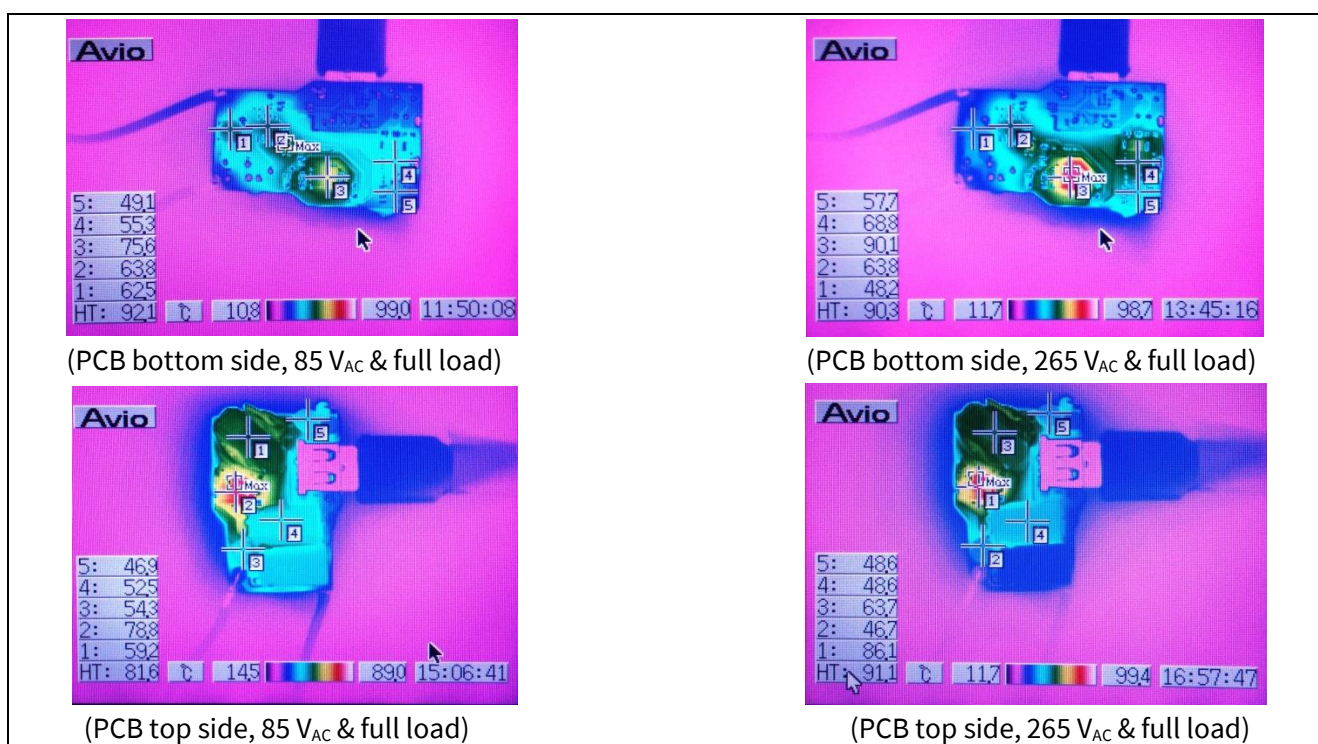 Avio
1
2
Max
3
4
5
5: 49.1
4: 55.3
3: 75.6
2: 63.8
1: 62.5
HT: 92.1 ℃ 10.8 99.0 11:50:08
(PCB bottom side, 85 VAC & full load)
Avio
1
2
Max
3
4
5
5: 57.7
4: 68.8
3: 90.1
2: 63.8
1: 48.2
HT: 90.3 ℃ 11.7 98.7 13:45:16
(PCB bottom side, 265 VAC & full load)
Avio
5
1
Max
2
4
3
5: 46.9
4: 52.5
3: 54.3
2: 78.8
1: 59.2
HT: 81.6 ℃ 14.5 89.0 15:06:41
(PCB top side, 85 VAC & full load)
Avio
5
3
Max
1
4
2
5: 48.6
4: 48.6
3: 63.7
2: 46.7
1: 86.1
HT: 91.1 ℃ 11.7 99.4 16:57:47
(PCB top side, 265 VAC & full load)